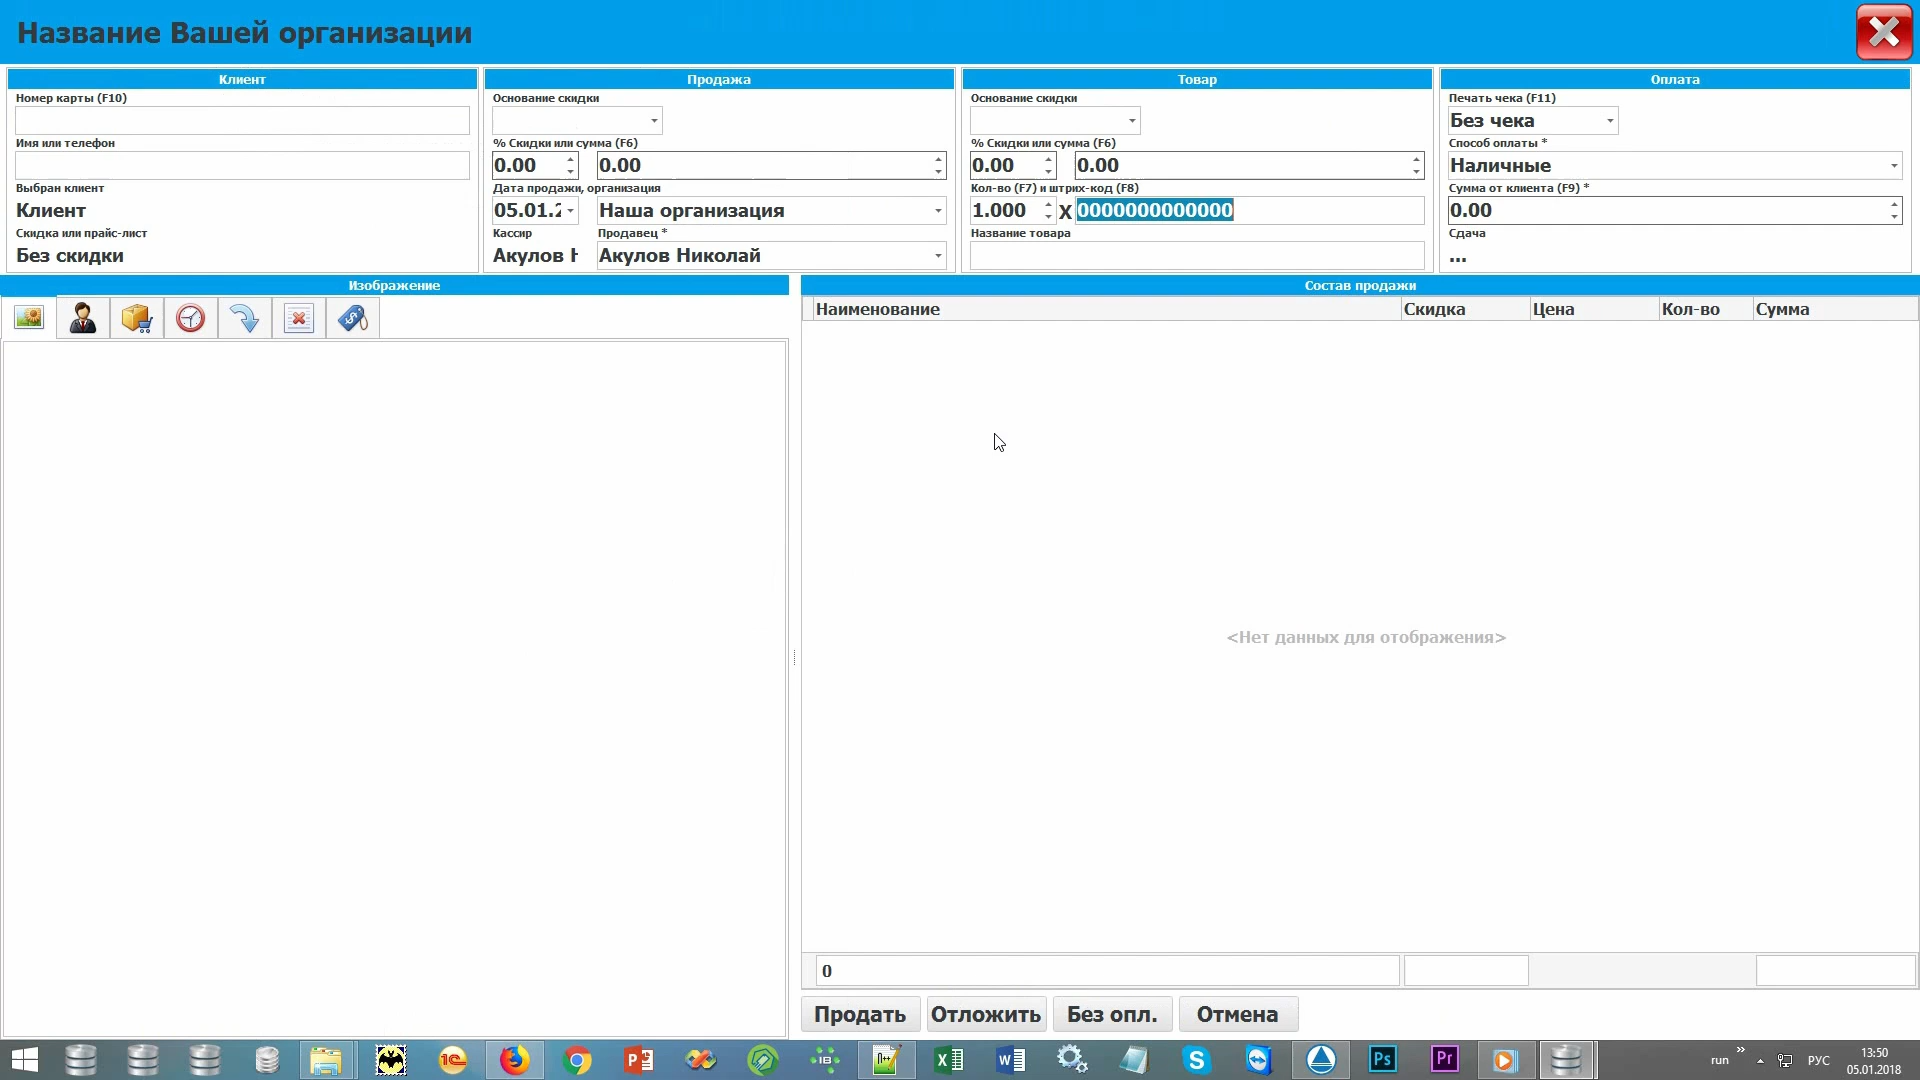 Название Вашей организации
Клиент
Номер карты (F10)
Имя или телефон
Выбран клиент
Клиент
Скидка или прайс-лист
Без скидки
Продажа
Основание скидки
% Скидки или сумма (F6)
0.00 0.00
Дата продажи, организация
05.01.2 Наша организация
Кассир Продавец *
Акулов Н Акулов Николай
Товар
Основание скидки
% Скидки или сумма (F6)
0.00 0.00
Кол-во (F7) и штрих-код (F8)
1.000 X 0000000000000
Название товара
Оплата
Печать чека (F11)
Без чека
Способ оплаты *
Наличные
Сумма от клиента (F9) *
0.00
Сдача
...
Изображение
Состав продажи
Наименование Скидка Цена Кол-во Сумма
<Нет данных для отображения>
0
Продать Отложить Без опл. Отмена
run » РУС 13:50
05.01.2018